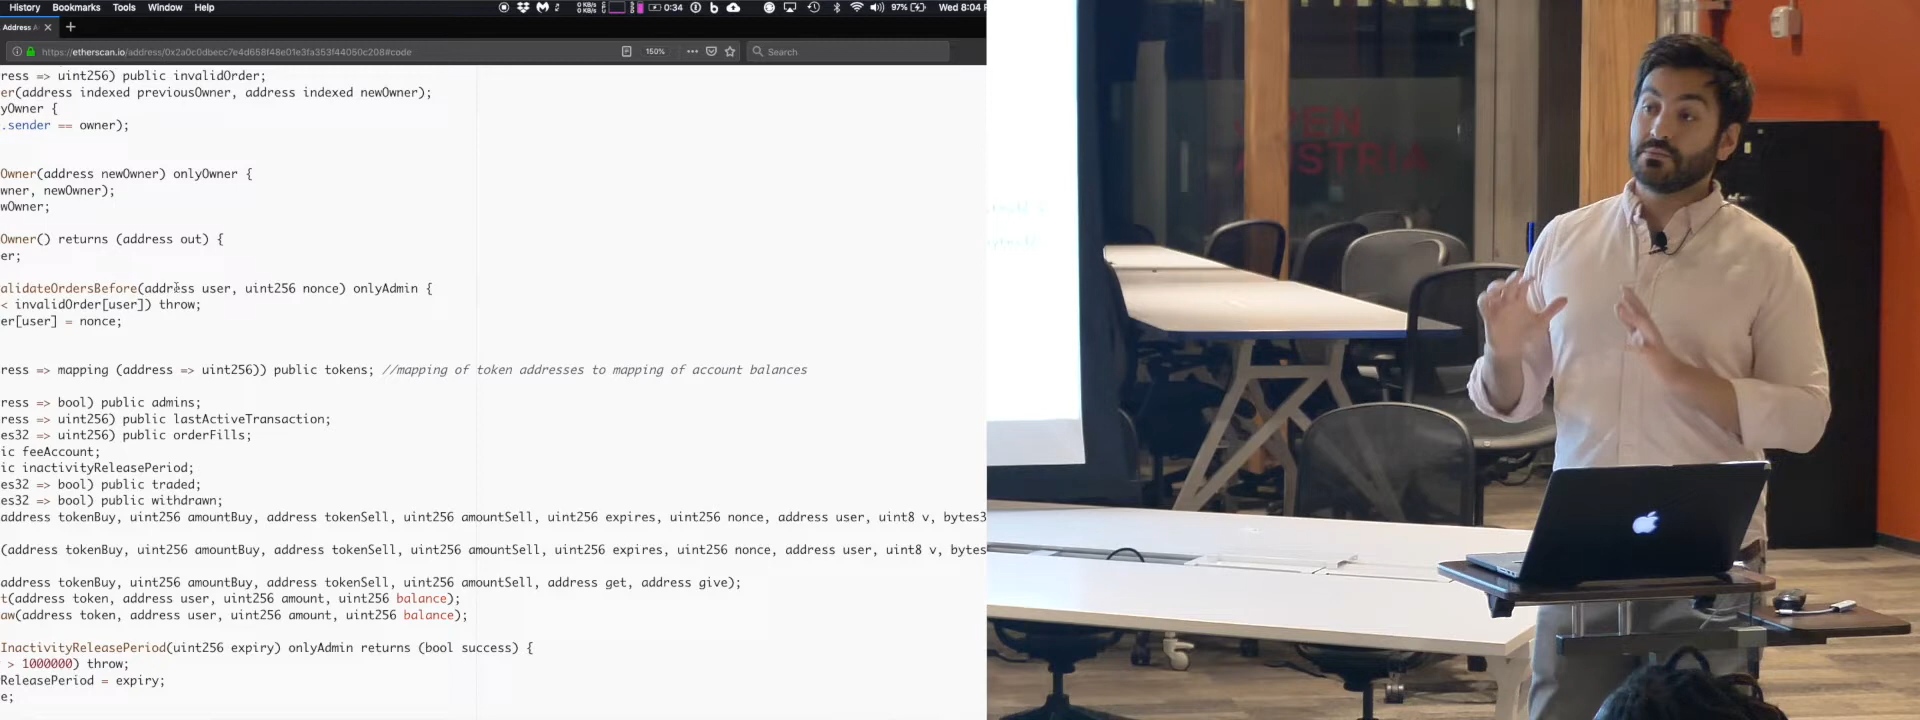 History Bookmarks Tools Window Help
0:34 97% Wed 8:04
Address
https://etherscan.io/address/0x2a0c0dbecc7e4d658f48e01e3fa353f44050c208#code 150% Search
ress => uint256) public invalidOrder;
er(address indexed previousOwner, address indexed newOwner);
yOwner {
.sender == owner);
Owner(address newOwner) onlyOwner {
wner, newOwner);
wOwner;
Owner() returns (address out) {
er;
alidateOrdersBefore(address user, uint256 nonce) onlyAdmin {
< invalidOrder[user]) throw;
er[user] = nonce;
ress => mapping (address => uint256)) public tokens; //mapping of token addresses to mapping of account balances
ress => bool) public admins;
ress => uint256) public lastActiveTransaction;
es32 => uint256) public orderFills;
ic feeAccount;
ic inactivityReleasePeriod;
es32 => bool) public traded;
es32 => bool) public withdrawn;
address tokenBuy, uint256 amountBuy, address tokenSell, uint256 amountSell, uint256 expires, uint256 nonce, address user, uint8 v, bytes3
(address tokenBuy, uint256 amountBuy, address tokenSell, uint256 amountSell, uint256 expires, uint256 nonce, address user, uint8 v, bytes
address tokenBuy, uint256 amountBuy, address tokenSell, uint256 amountSell, address get, address give);
t(address token, address user, uint256 amount, uint256 balance);
aw(address token, address user, uint256 amount, uint256 balance);
InactivityReleasePeriod(uint256 expiry) onlyAdmin returns (bool success) {
> 1000000) throw;
ReleasePeriod = expiry;
e;
OPEN
AUSTRIA